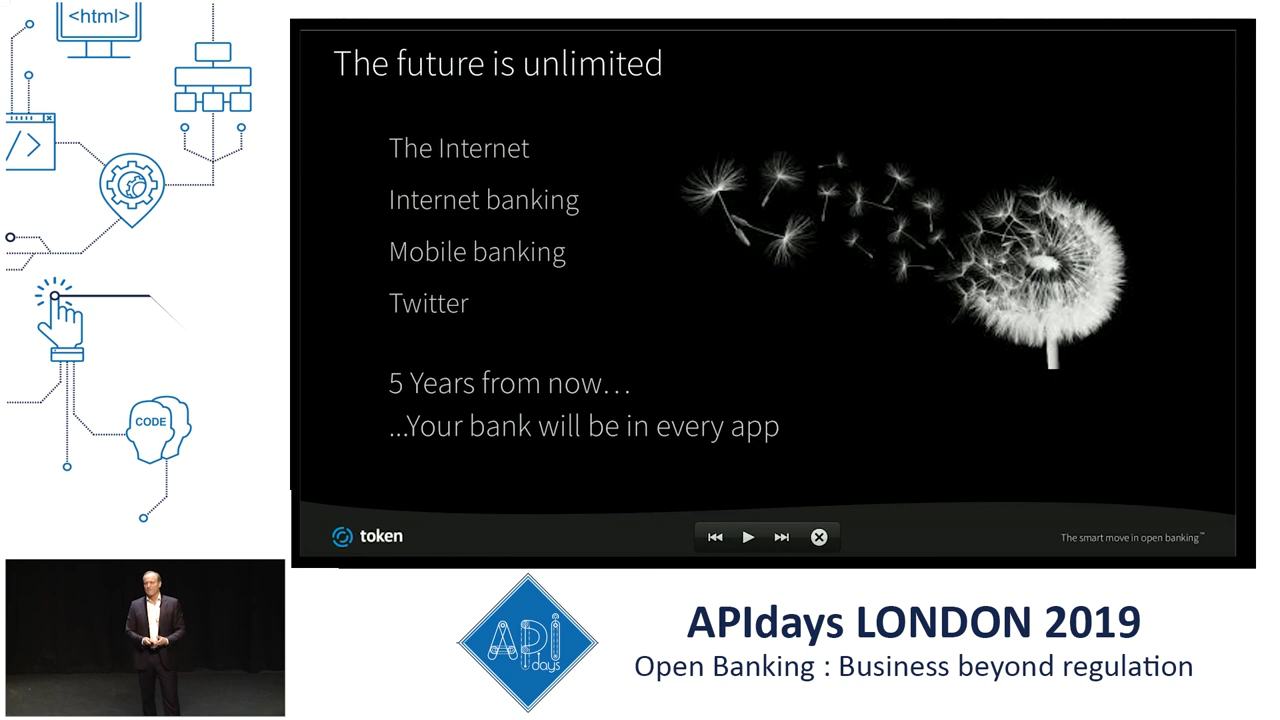 <html>
</>
CODE
The future is unlimited
The Internet
Internet banking
Mobile banking
Twitter
5 Years from now...
...Your bank will be in every app
token
The smart move in open banking™
API
days
APIdays LONDON 2019
Open Banking : Business beyond regulation